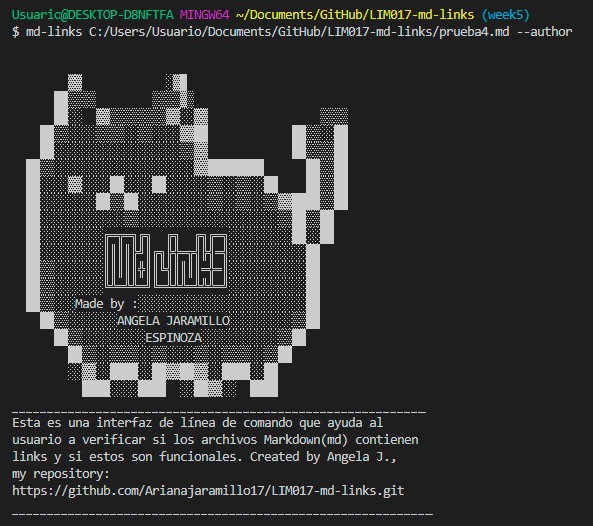 Usuario@DESKTOP-D8NFTFA MINGW64 ~/Documents/GitHub/LIM017-md-links (week5)
$ md-links C:/Users/Usuario/Documents/GitHub/LIM017-md-links/prueba4.md --author
Made by :
ANGELA JARAMILLO
ESPINOZA
Esta es una interfaz de línea de comando que ayuda al
usuario a verificar si los archivos Markdown(md) contienen
links y si estos son funcionales. Created by Angela J.,
my repository:
https://github.com/Arianajaramillo17/LIM017-md-links.git